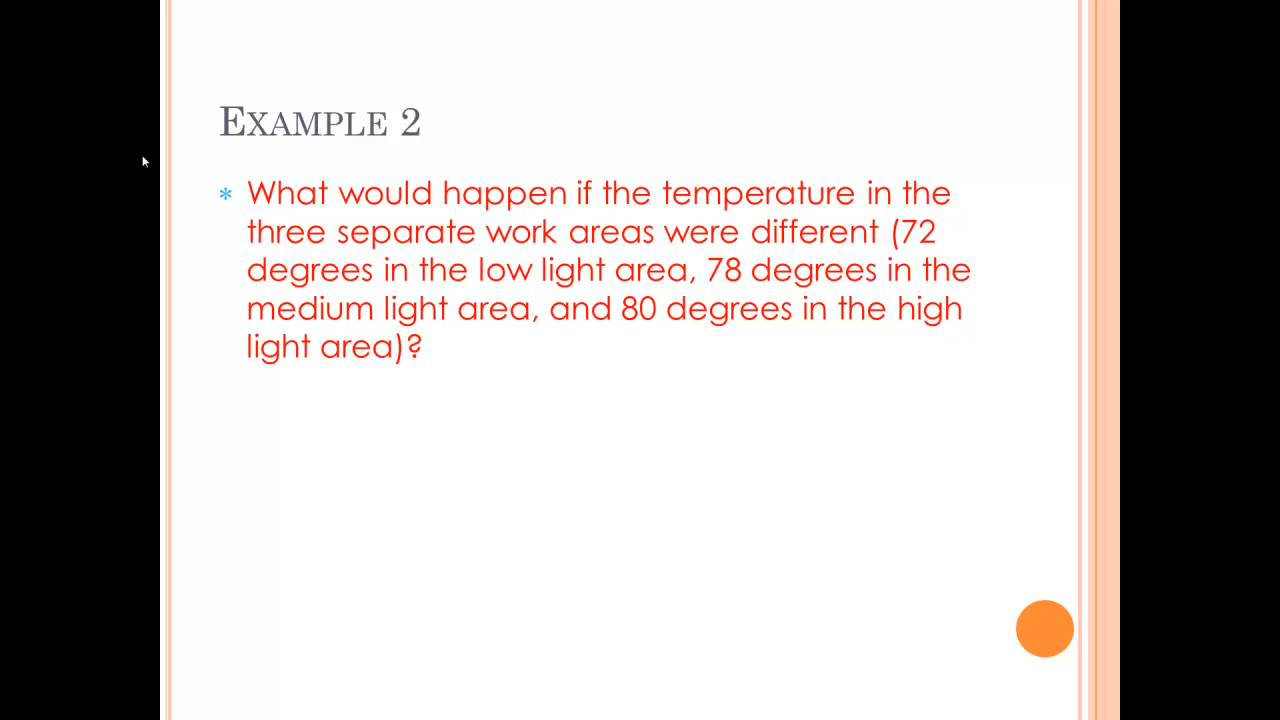 EXAMPLE 2
* What would happen if the temperature in the
three separate work areas were different (72
degrees in the low light area, 78 degrees in the
medium light area, and 80 degrees in the high
light area)?